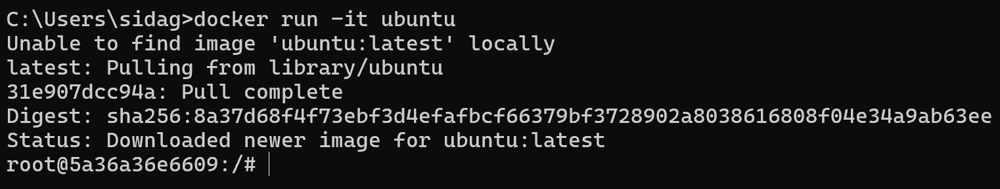 C:\Users\sidag>docker run -it ubuntu
Unable to find image 'ubuntu:latest' locally
latest: Pulling from library/ubuntu
31e907dcc94a: Pull complete
Digest: sha256:8a37d68f4f73ebf3d4efafbcf66379bf3728902a8038616808f04e34a9ab63ee
Status: Downloaded newer image for ubuntu:latest
root@5a36a36e6609:/#